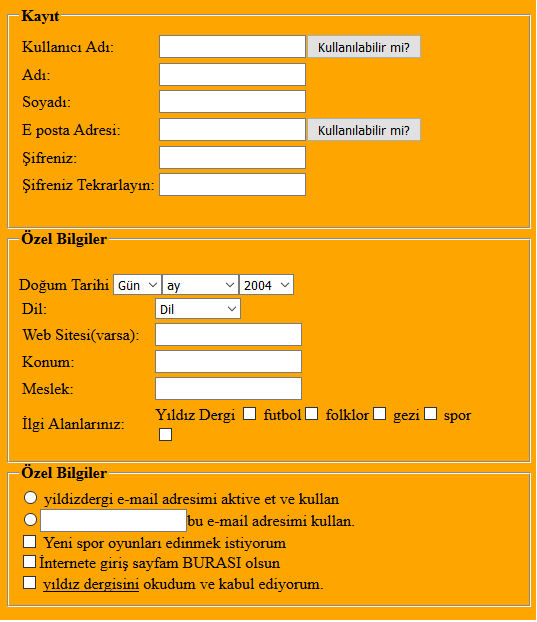 Kayıt
Kullanıcı Adı: Kullanılabilir mi?
Adı:
Soyadı:
E posta Adresi: Kullanılabilir mi?
Şifreniz:
Şifreniz Tekrarlayın:
Özel Bilgiler
Doğum Tarihi Gün ay 2004
Dil: Dil
Web Sitesi(varsa):
Konum:
Meslek:
İlgi Alanlarınız: Yıldız Dergi futbol folklor gezi spor
Özel Bilgiler
yildizdergi e-mail adresimi aktive et ve kullan
bu e-mail adresimi kullan.
Yeni spor oyunları edinmek istiyorum
İnternete giriş sayfam BURASI olsun
yıldız dergisini okudum ve kabul ediyorum.